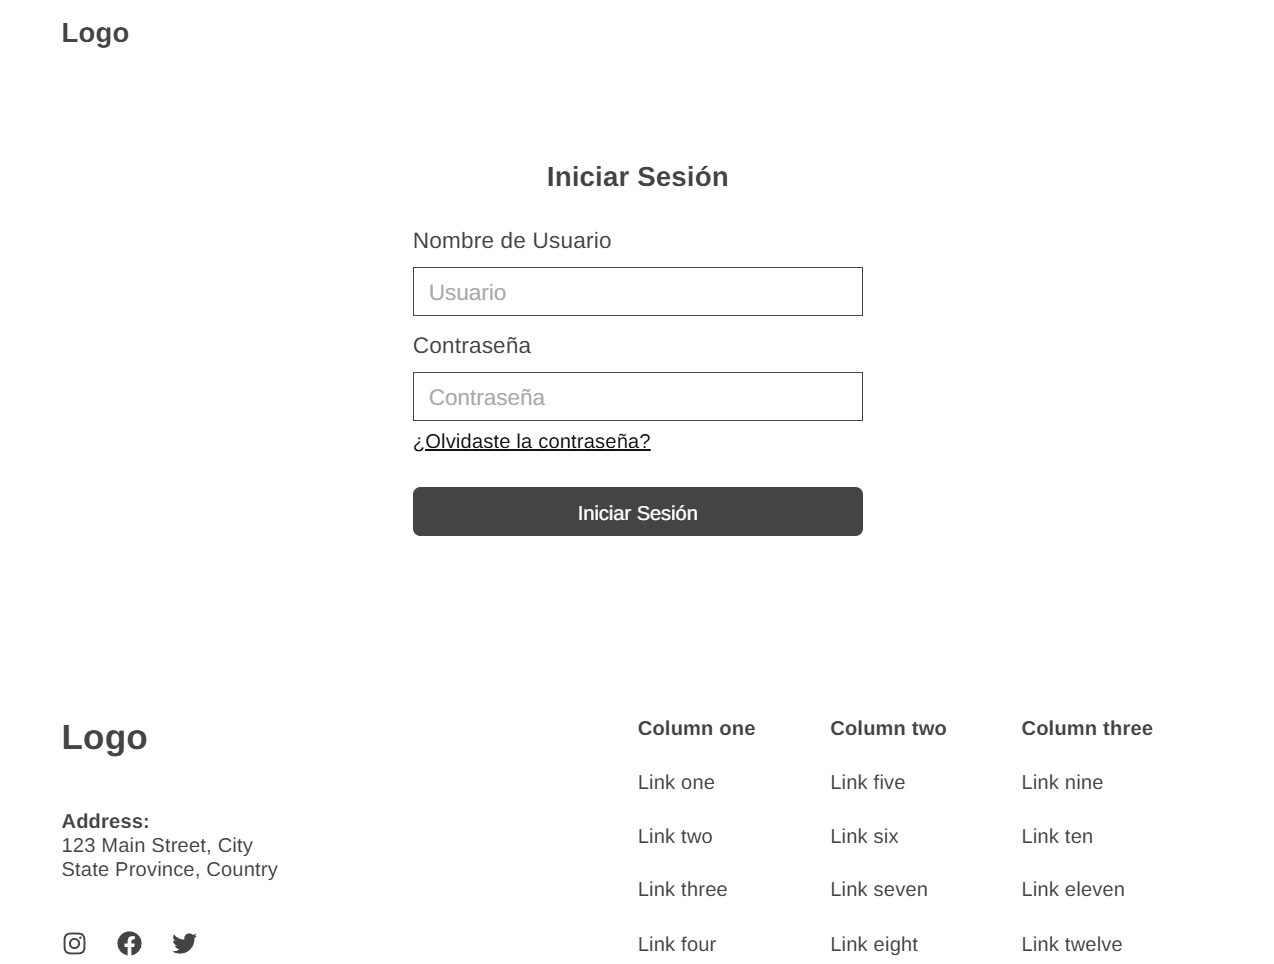 Logo
Iniciar Sesión
Nombre de Usuario
Usuario
Contraseña
Contraseña
¿Olvidaste la contraseña?
Iniciar Sesión
Logo
Address:
123 Main Street, City
State Province, Country
Column one
Link one
Link two
Link three
Link four
Column two
Link five
Link six
Link seven
Link eight
Column three
Link nine
Link ten
Link eleven
Link twelve